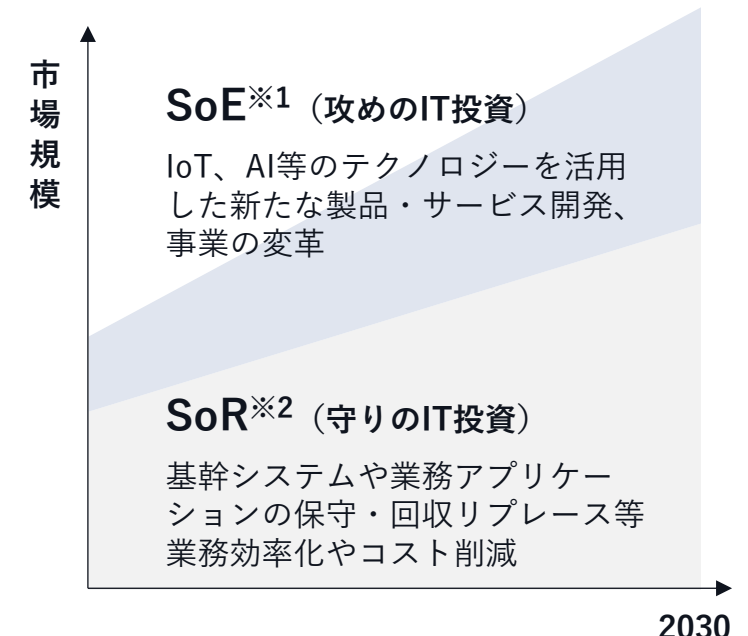 市場規模
SoE※1（攻めのIT投資）
IoT、AI等のテクノロジーを活用
した新たな製品・サービス開発、
事業の変革
SoR※2（守りのIT投資）
基幹システムや業務アプリケー
ションの保守・回収リプレース等
業務効率化やコスト削減
2030